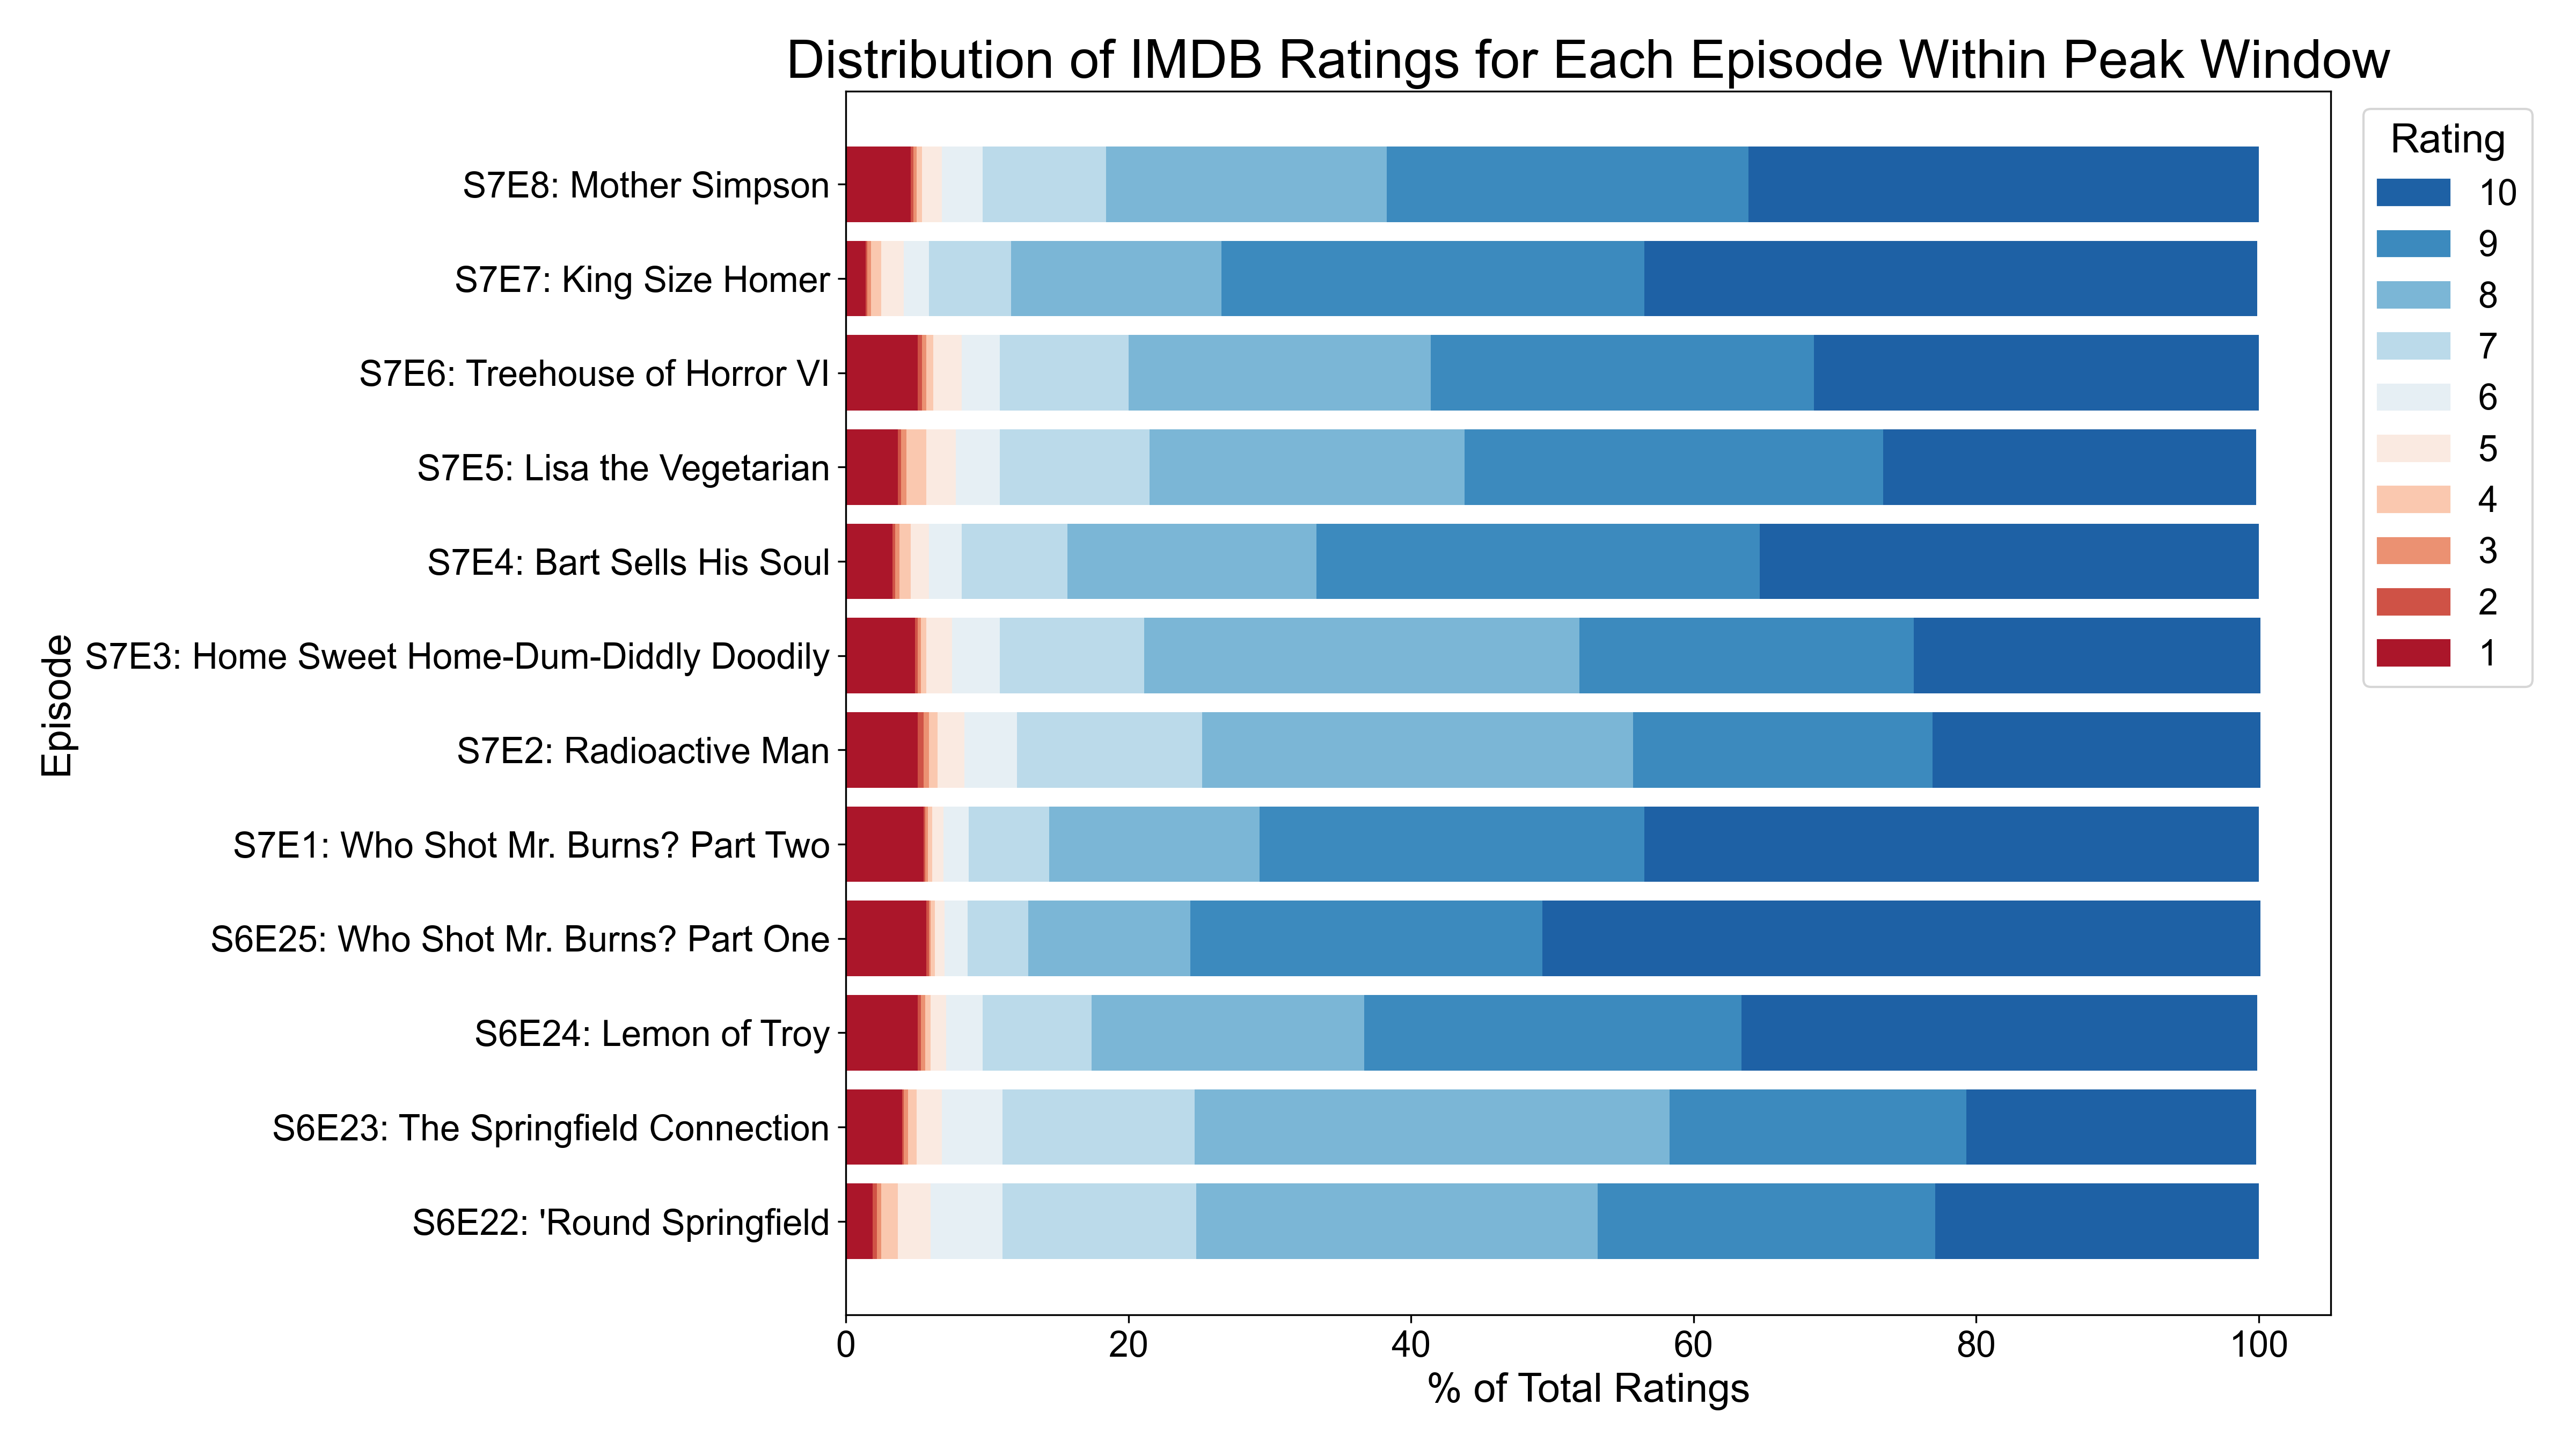 Distribution of IMDB Ratings for Each Episode Within Peak Window
Episode
S7E8: Mother Simpson
S7E7: King Size Homer
S7E6: Treehouse of Horror VI
S7E5: Lisa the Vegetarian
S7E4: Bart Sells His Soul
S7E3: Home Sweet Home-Dum-Diddly Doodily
S7E2: Radioactive Man
S7E1: Who Shot Mr. Burns? Part Two
S6E25: Who Shot Mr. Burns? Part One
S6E24: Lemon of Troy
S6E23: The Springfield Connection
S6E22: 'Round Springfield
0 20 40 60 80 100
% of Total Ratings
Rating
10
9
8
7
6
5
4
3
2
1